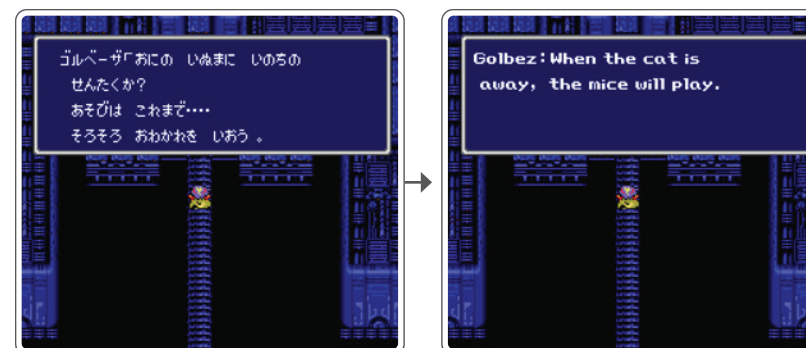 ゴルベーザ「おにの いぬまに いのちの
せんたくか?
あそびは これまで‥‥
そろそろ おわかれを いおう。
Golbez:When the cat is
away, the mice will play.